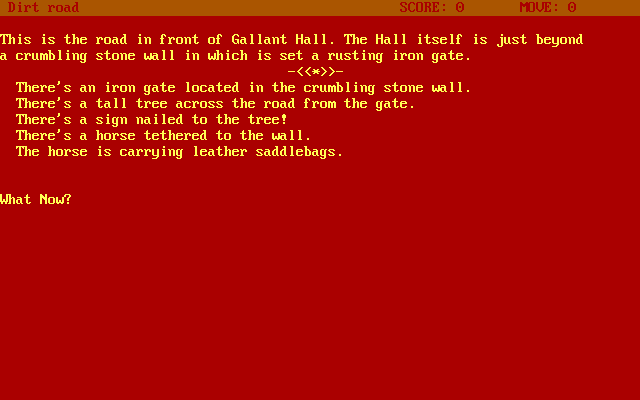 Dirt road SCORE: 0 MOVE: 0
This is the road in front of Gallant Hall. The Hall itself is just beyond
a crumbling stone wall in which is set a rusting iron gate.
-<<*>>-
There's an iron gate located in the crumbling stone wall.
There's a tall tree across the road from the gate.
There's a sign nailed to the tree!
There's a horse tethered to the wall.
The horse is carrying leather saddlebags.
What Now?